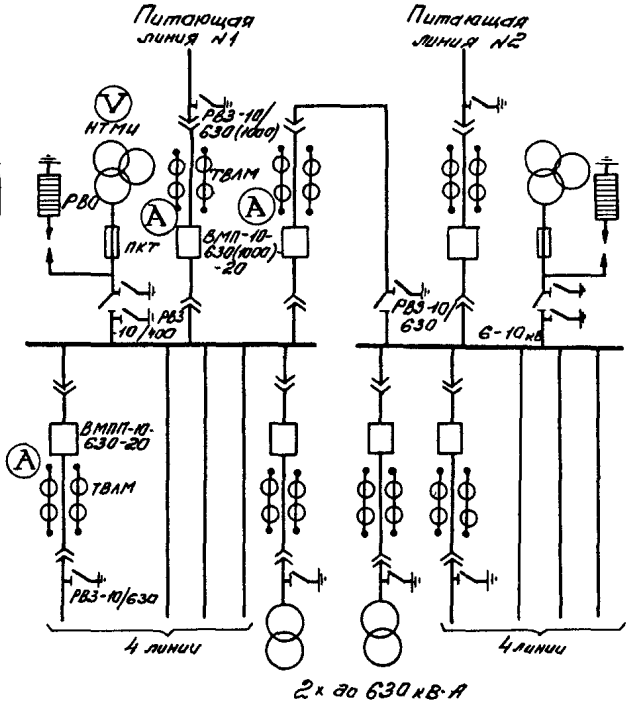 Питающая
линия №1
Питающая
линия №2
V
НТМИ
РВЗ-10/
630(1000)
ТВЛМ
РВО
А
А
ПКТ
ВМП-10-
630(1000)-
-20
РВЗ
-10/400
РВЗ-10/
630
6-10кВ
ВМПП-10-
630-20
А
ТВЛМ
РВЗ-10/630
4 линии
4 линии
2х до 630 кВ·А